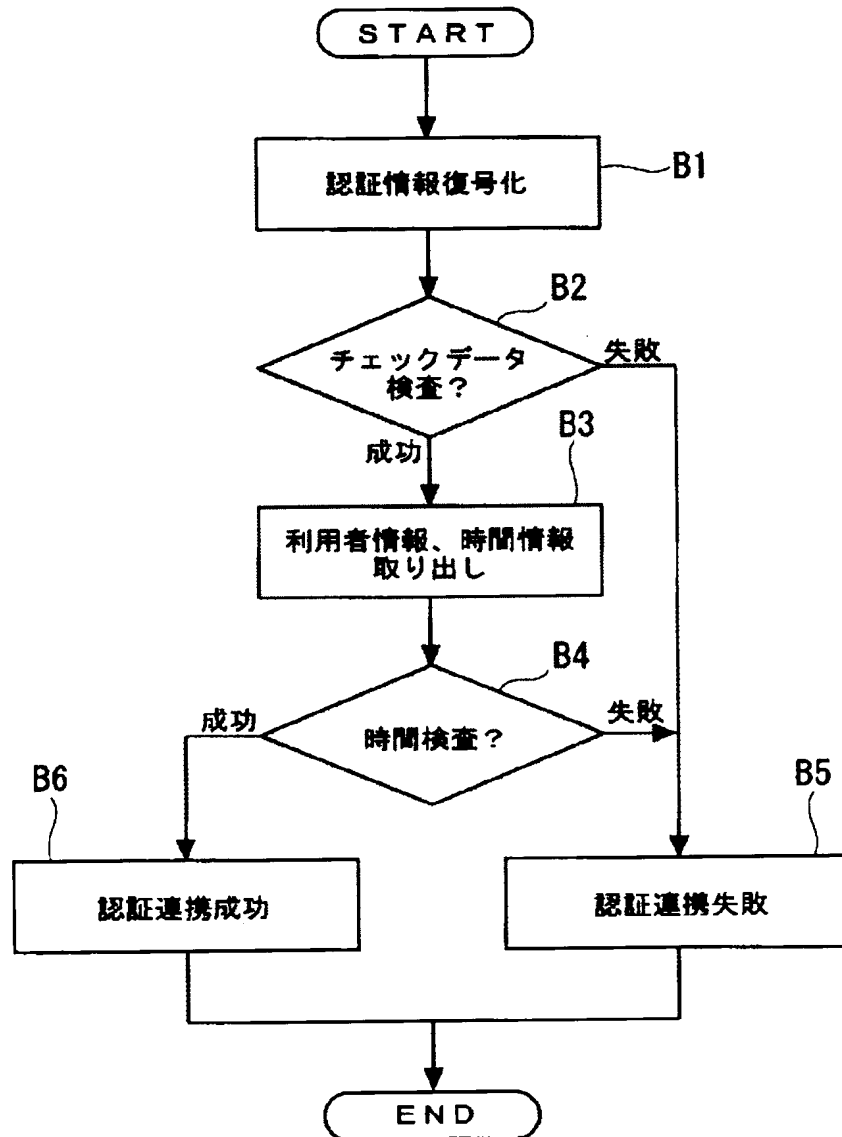 START
認証情報復号化
B1
B2
チェックデータ
検査?
失敗
成功
B3
利用者情報、時間情報
取り出し
B4
時間検査?
成功
失敗
B6
認証連携成功
B5
認証連携失敗
END